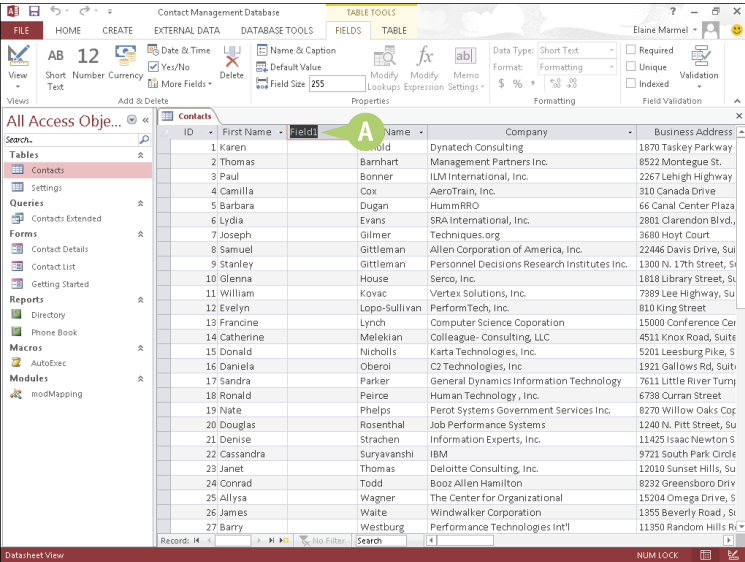 Contact Management Database
TABLE TOOLS
FILE HOME CREATE EXTERNAL DATA DATABASE TOOLS FIELDS TABLE
Elaine Marmel
View
Views
AB Short Text
12 Number
Currency
Date & Time
Yes/No
More Fields
Add & Delete
Delete
Name & Caption
Default Value
Field Size 255
Modify Lookups
fx Modify Expression
ab Memo Settings
Properties
Data Type: Short Text
Format: Formatting
$ % ,
Formatting
Required
Unique
Indexed
Validation
Field Validation
All Access Obje...
Search...
Tables
Contacts
Settings
Queries
Contacts Extended
Forms
Contact Details
Contact List
Getting Started
Reports
Directory
Phone Book
Macros
AutoExec
Modules
modMapping
Contacts
ID First Name Field1 A Name Company Business Address
1 Karen old Dynatech Consulting 1870 Taskey Parkway
2 Thomas Barnhart Management Partners Inc. 8522 Montegue St.
3 Paul Bonner ILM International, Inc. 2267 Lehigh Highway
4 Camilla Cox AeroTrain, Inc. 310 Canada Drive
5 Barbara Dugan HummRRO 66 Canal Center Plaza
6 Lydia Evans SRA International, Inc. 2801 Clarendon Blvd.,
7 Joseph Gilmer Techniques.org 3680 Hoyt Court
8 Samuel Gittleman Allen Corporation of America, Inc. 22446 Davis Drive, Sui
9 Stanley Gittleman Personnel Decisions Research Institutes Inc. 1300 N. 17th Street, S
10 Glenna House Serco, Inc. 1818 Library Street, Su
11 William Kovac Vertex Solutions, Inc. 7389 Lee Highway, Su
12 Evelyn Lopo-Sullivan PerformTech, Inc. 810 King Street
13 Francine Lynch Computer Science Coporation 15000 Conference Cer
14 Catherine Melekian Colleague- Consulting, LLC 4511 Knox Road, Suite
15 Donald Nicholls Karta Technologies, Inc. 5201 Leesburg Pike, S
16 Daniela Oberoi C2 Technologies, Inc 1921 Gallows Rd, Suit
17 Sandra Parker General Dynamics Information Technology 7611 Little River Turnp
18 Ronald Peirce Human Technology , Inc. 6738 Curran Street
19 Nate Phelps Perot Systems Government Services Inc. 8270 Willow Oaks Cop
20 Douglas Rosenthal Job Performance Systems 1240 N. Pitt Street, Su
21 Denise Strachen Information Experts, Inc. 11425 Isaac Newton S
22 Cassandra Suryavanshi IBM 9721 South Park Circle
23 Janet Thomas Deloitte Consulting, Inc. 12010 Sunset Hills, Su
24 Conrad Todd Booz Allen Hamilton 8232 Greensboro Driv
25 Allysa Wagner The Center for Organizational 15204 Omega Drive, S
26 James Waite Windwalker Corporation 1355 Beverly Road , Su
27 Barry Westburg Performance Technologies Int'l 11350 Random Hills R
Record: No Filter Search
Datasheet View NUM LOCK